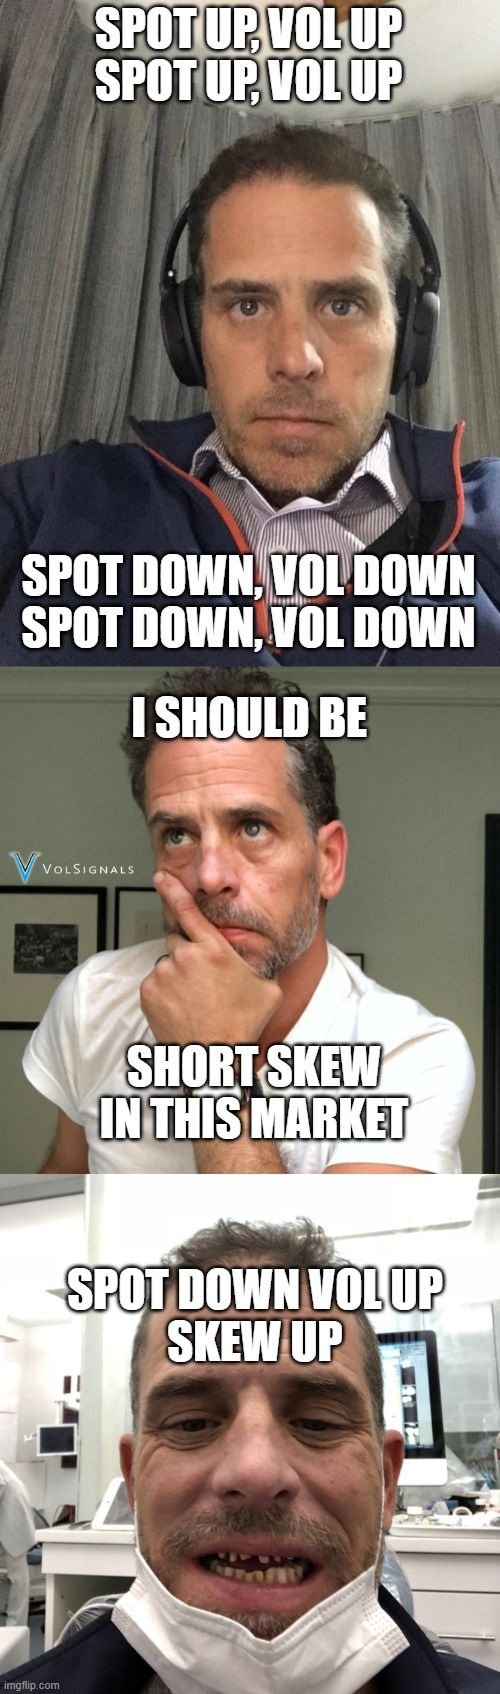 SPOT UP, VOL UP
SPOT UP, VOL UP
SPOT DOWN, VOL DOWN
SPOT DOWN, VOL DOWN
I SHOULD BE
VOLSIGNALS
SHORT SKEW
IN THIS MARKET
SPOT DOWN VOL UP
SKEW UP
imgflip.com